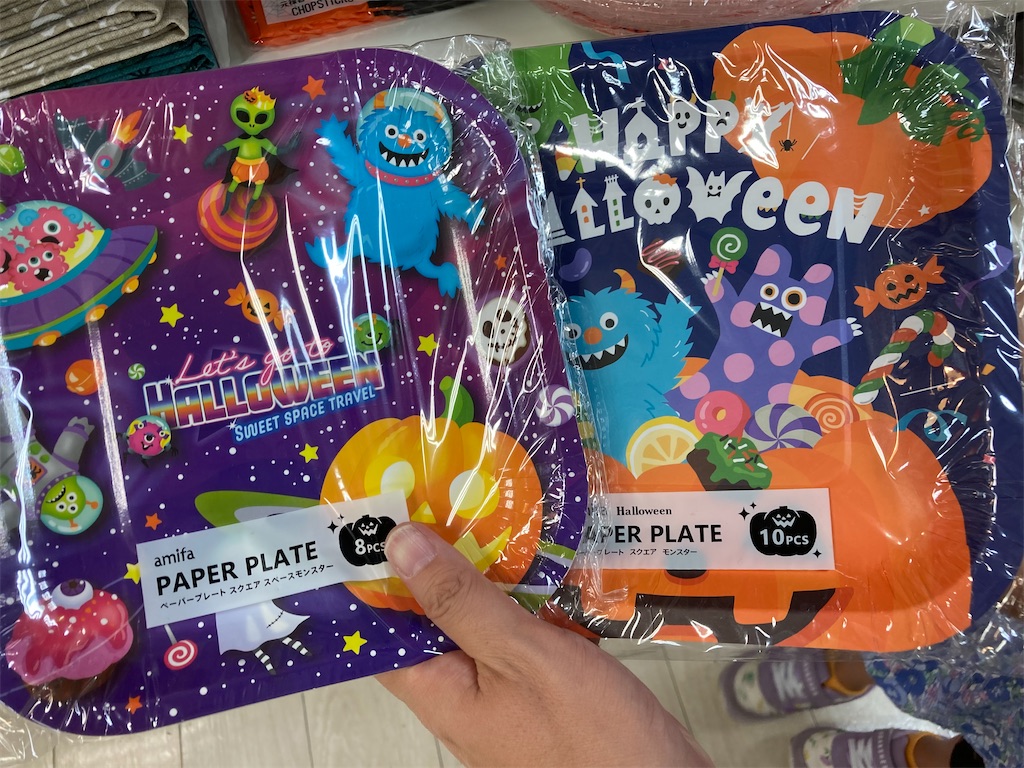 CHOPSTICKS
Let's go to
HALLOWEEN
SWEET SPACE TRAVEL
amifa
PAPER PLATE
8PCS
ペーパープレート スクエア スペースモンスター
HAPPY
HALLOWEEN
Halloween
PER PLATE
10PCS
プレート スクエア モンスター